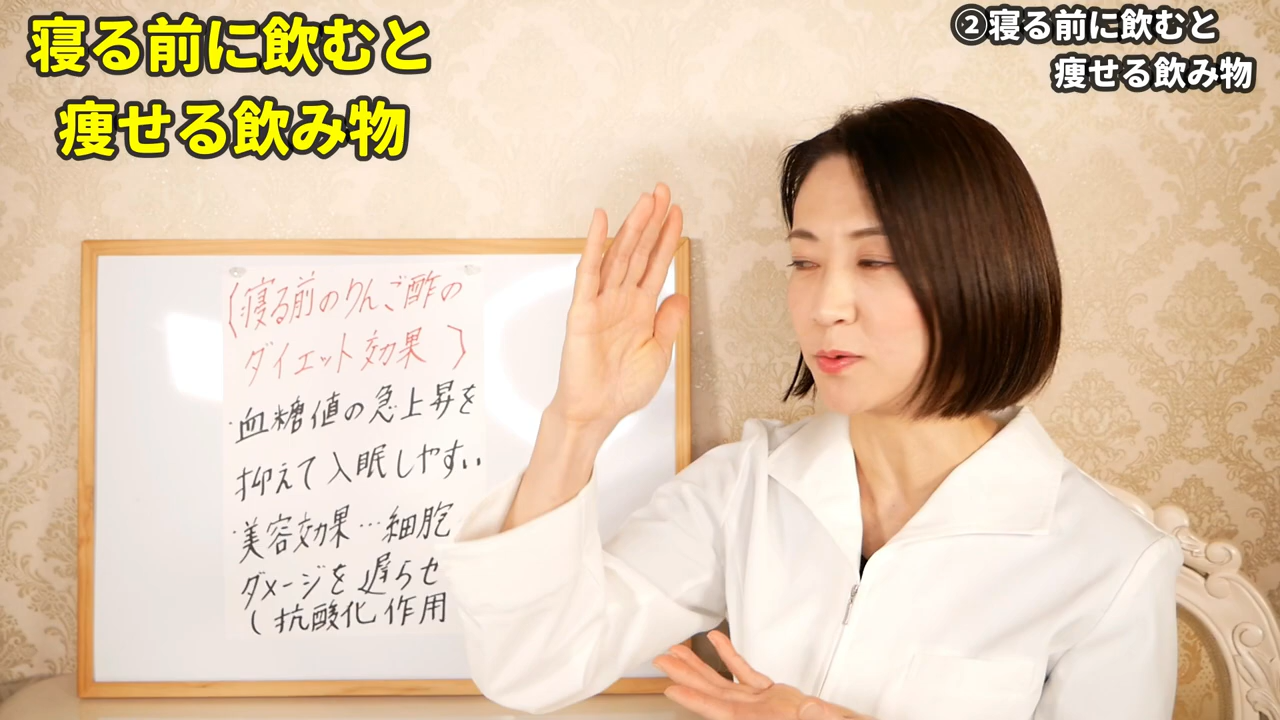 寝る前に飲むと
痩せる飲み物
②寝る前に飲むと
痩せる飲み物
〔寝る前のりんご酢の
ダイエット効果〕
・血糖値の急上昇を
抑えて入眠しやすい
・美容効果…細胞
ダメージを遅らせ
(抗酸化作用